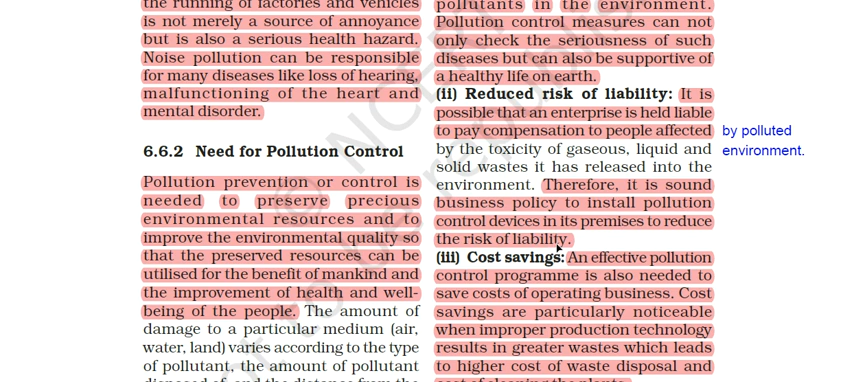 the running of factories and vehicles
is not merely a source of annoyance
but is also a serious health hazard.
Noise pollution can be responsible
for many diseases like loss of hearing,
malfunctioning of the heart and
mental disorder.
6.6.2 Need for Pollution Control
Pollution prevention or control is
needed to preserve precious
environmental resources and to
improve the environmental quality so
that the preserved resources can be
utilised for the benefit of mankind and
the improvement of health and well-
being of the people. The amount of
damage to a particular medium (air,
water, land) varies according to the type
of pollutant, the amount of pollutant
disposed of, and the distance from the
pollutants in the environment.
Pollution control measures can not
only check the seriousness of such
diseases but can also be supportive of
a healthy life on earth.
(ii) Reduced risk of liability: It is
possible that an enterprise is held liable
to pay compensation to people affected
by the toxicity of gaseous, liquid and
solid wastes it has released into the
environment. Therefore, it is sound
business policy to install pollution
control devices in its premises to reduce
the risk of liability.
(iii) Cost savings: An effective pollution
control programme is also needed to
save costs of operating business. Cost
savings are particularly noticeable
when improper production technology
results in greater wastes which leads
to higher cost of waste disposal and
cost of cleaning the plants.
by polluted
environment.